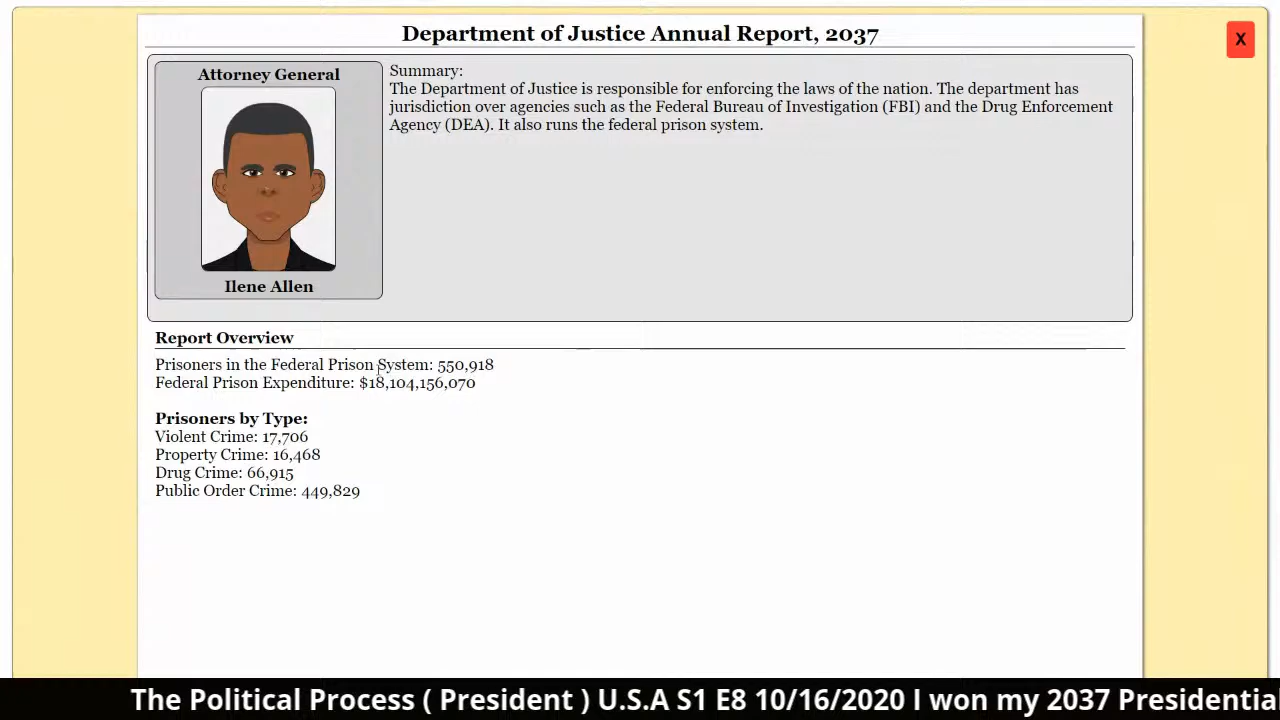 Department of Justice Annual Report, 2037
X
Attorney General
Ilene Allen
Summary:
The Department of Justice is responsible for enforcing the laws of the nation. The department has
jurisdiction over agencies such as the Federal Bureau of Investigation (FBI) and the Drug Enforcement
Agency (DEA). It also runs the federal prison system.
Report Overview
Prisoners in the Federal Prison System: 550,918
Federal Prison Expenditure: $18,104,156,070
Prisoners by Type:
Violent Crime: 17,706
Property Crime: 16,468
Drug Crime: 66,915
Public Order Crime: 449,829
The Political Process ( President ) U.S.A S1 E8 10/16/2020 I won my 2037 Presidentia